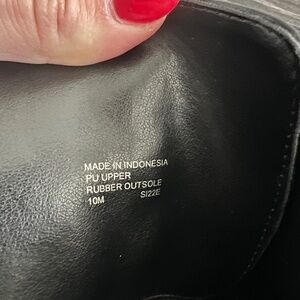 MADE IN INDONESIA
PU UPPER
RUBBER OUTSOLE
10M SI22E